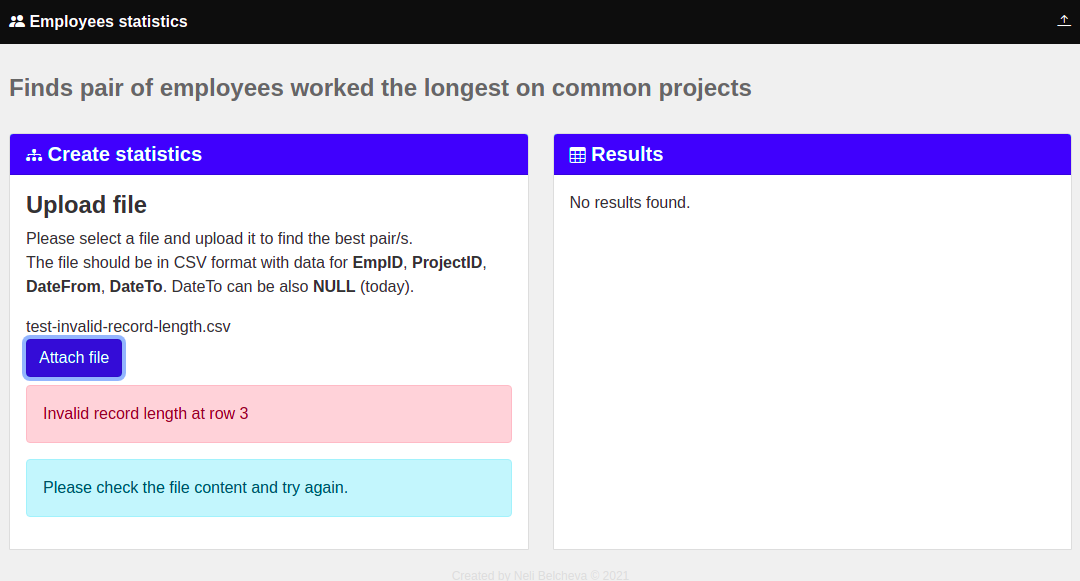 Employees statistics
Finds pair of employees worked the longest on common projects
Create statistics
Upload file
Please select a file and upload it to find the best pair/s.
The file should be in CSV format with data for EmpID, ProjectID,
DateFrom, DateTo. DateTo can be also NULL (today).
test-invalid-record-length.csv
Attach file
Invalid record length at row 3
Please check the file content and try again.
Results
No results found.
Created by Neli Belcheva © 2021